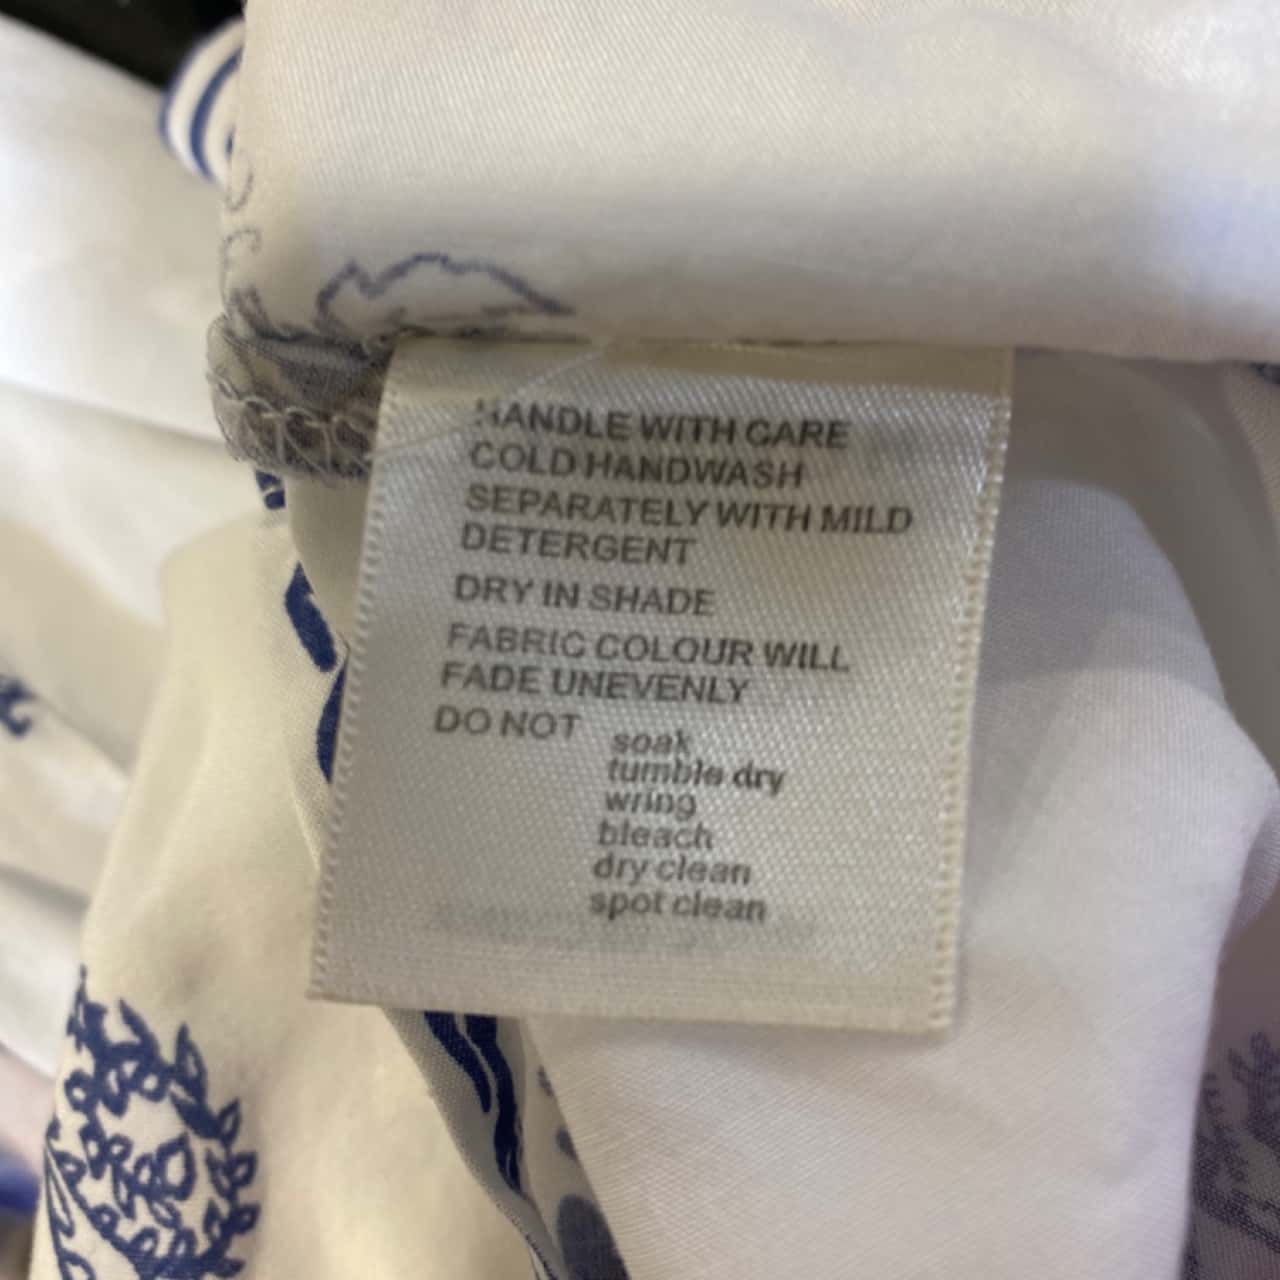 HANDLE WITH CARE
COLD HANDWASH
SEPARATELY WITH MILD
DETERGENT
DRY IN SHADE
FABRIC COLOUR WILL
FADE UNEVENLY
DO NOT
soak
tumble dry
wring
bleach
dry clean
spot clean